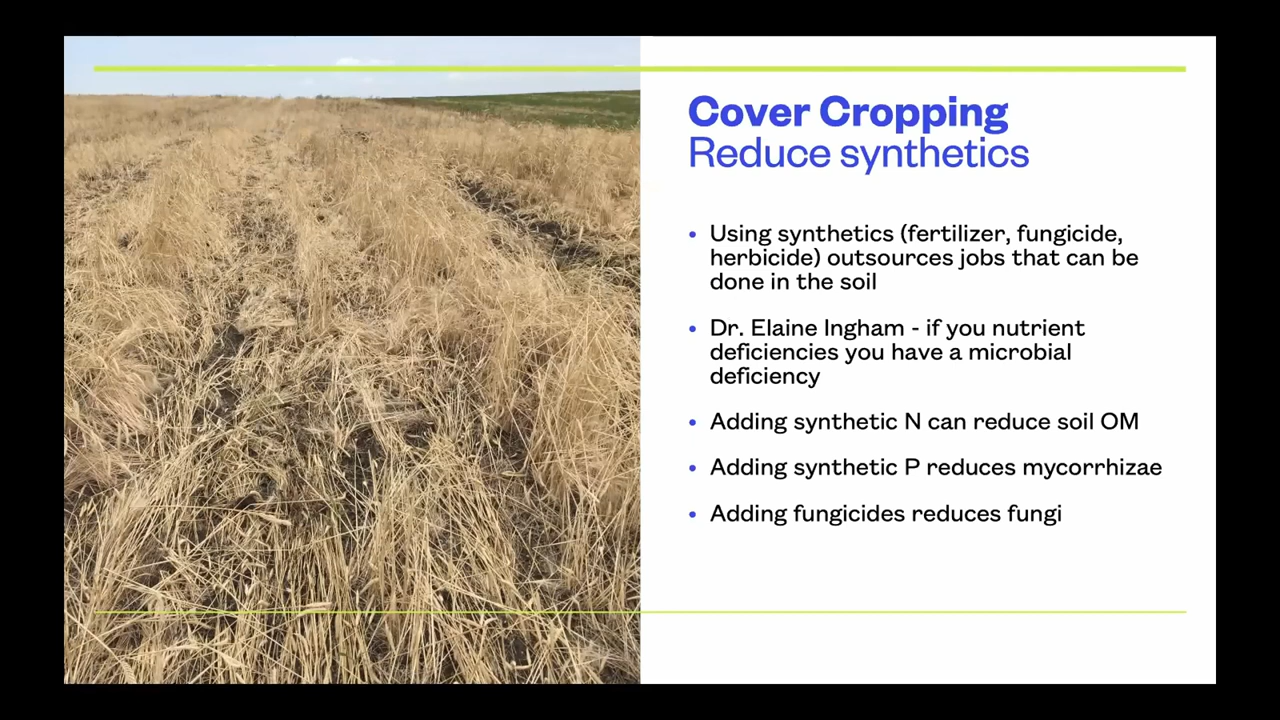 Cover Cropping
Reduce synthetics
• Using synthetics (fertilizer, fungicide,
herbicide) outsources jobs that can be
done in the soil
• Dr. Elaine Ingham - if you nutrient
deficiencies you have a microbial
deficiency
• Adding synthetic N can reduce soil OM
• Adding synthetic P reduces mycorrhizae
• Adding fungicides reduces fungi